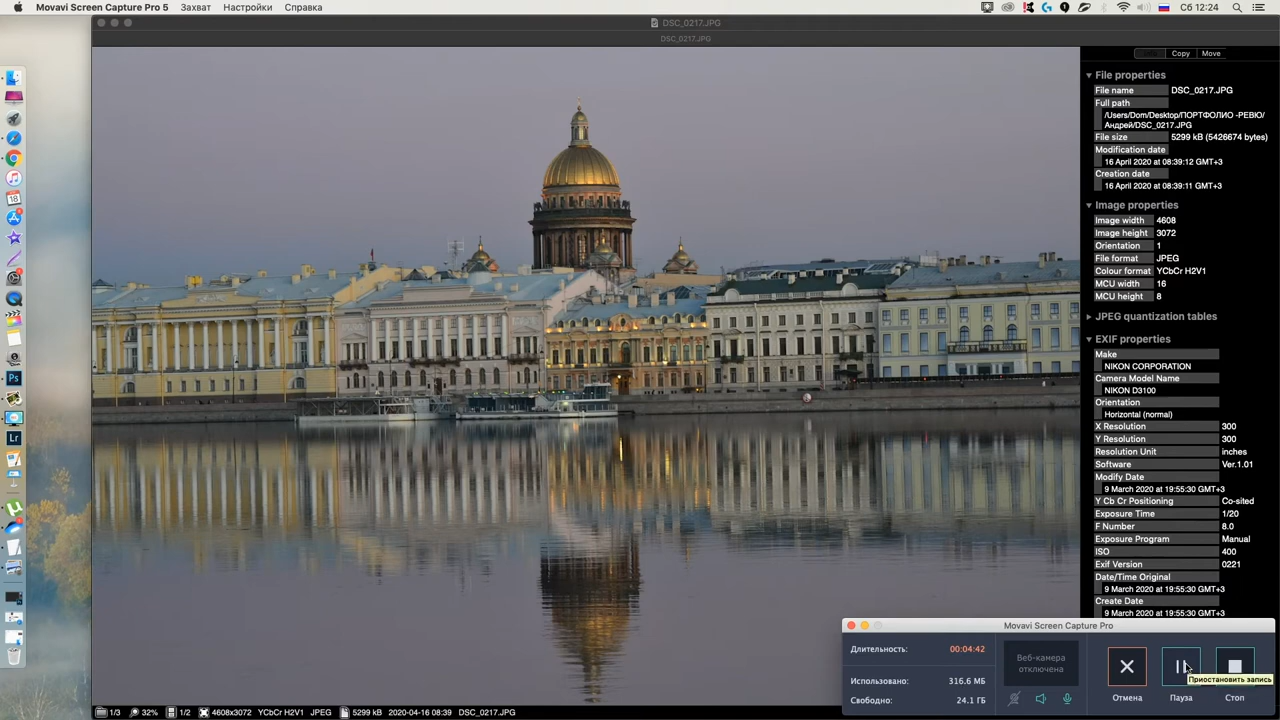 Movavi Screen Capture Pro 5 Захват Настройки Справка Сб 12:24
DSC_0217.JPG
DSC_0217.JPG
Copy Move
File properties
File name DSC_0217.JPG
Full path
/Users/Dom/Desktop/ПОРТФОЛИО -РЕВЮ/
Андрей/DSC_0217.JPG
File size 5299 kB (5426674 bytes)
Modification date
16 April 2020 at 08:39:12 GMT+3
Creation date
16 April 2020 at 08:39:11 GMT+3
Image properties
Image width 4608
Image height 3072
Orientation 1
File format JPEG
Colour format YCbCr H2V1
MCU width 16
MCU height 8
JPEG quantization tables
EXIF properties
Make
NIKON CORPORATION
Camera Model Name
NIKON D3100
Orientation
Horizontal (normal)
X Resolution 300
Y Resolution 300
Resolution Unit inches
Software Ver.1.01
Modify Date
9 March 2020 at 19:55:30 GMT+3
Y Cb Cr Positioning Co-sited
Exposure Time 1/20
F Number 8.0
Exposure Program Manual
ISO 400
Exif Version 0221
Date/Time Original
9 March 2020 at 19:55:30 GMT+3
Create Date
9 March 2020 at 19:55:30 GMT+3
Movavi Screen Capture Pro
Длительность: 00:04:42
Веб-камера
отключена
Использовано: 316.6 МБ
Свободно: 24.1 ГБ
Приостановить запись
Отмена Пауза Стоп
1/3 32% 1/2 4608x3072 YCbCr H2V1 JPEG 5299 kB 2020-04-16 08:39 DSC_0217.JPG
Ps
Lr